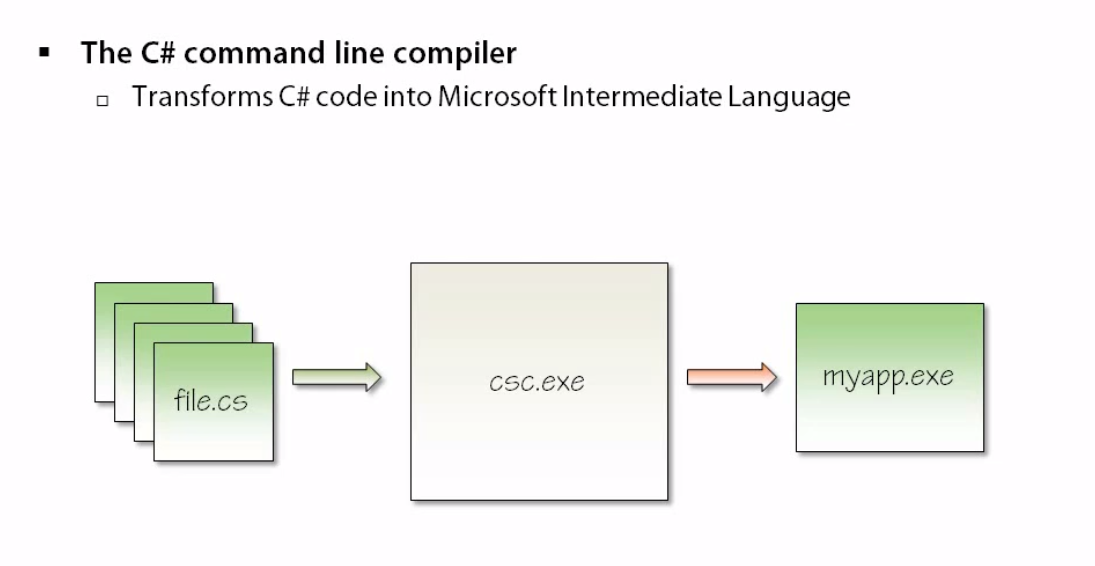 The C# command line compiler
Transforms C# code into Microsoft Intermediate Language
file.cs
csc.exe
myapp.exe